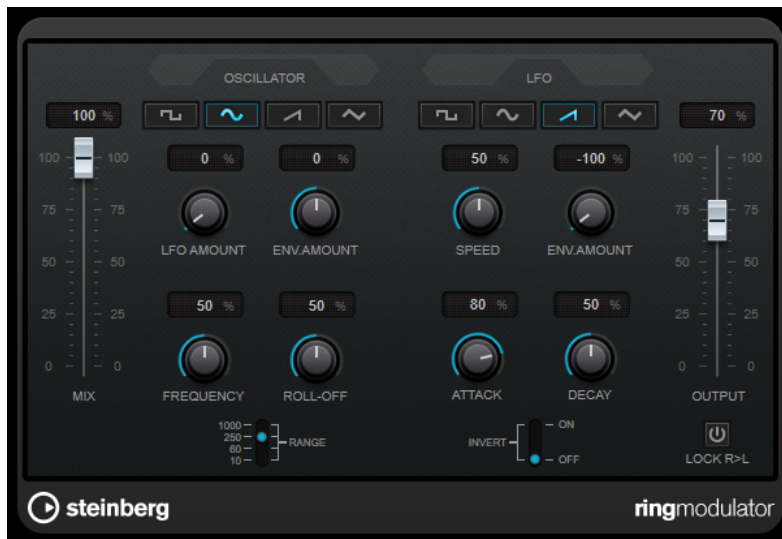 OSCILLATOR LFO
100 % 70 %
0 % 0 % 50 % -100 %
100 100 100 100
75 75 75 75
LFO AMOUNT ENV.AMOUNT SPEED ENV.AMOUNT
50 50 50 50
50 % 50 % 80 % 50 %
25 25 25 25
0 0 0 0
MIX FREQUENCY ROLL-OFF ATTACK DECAY OUTPUT
1000
250
60
10
RANGE
INVERT
ON
OFF
LOCK R>L
steinberg ringmodulator